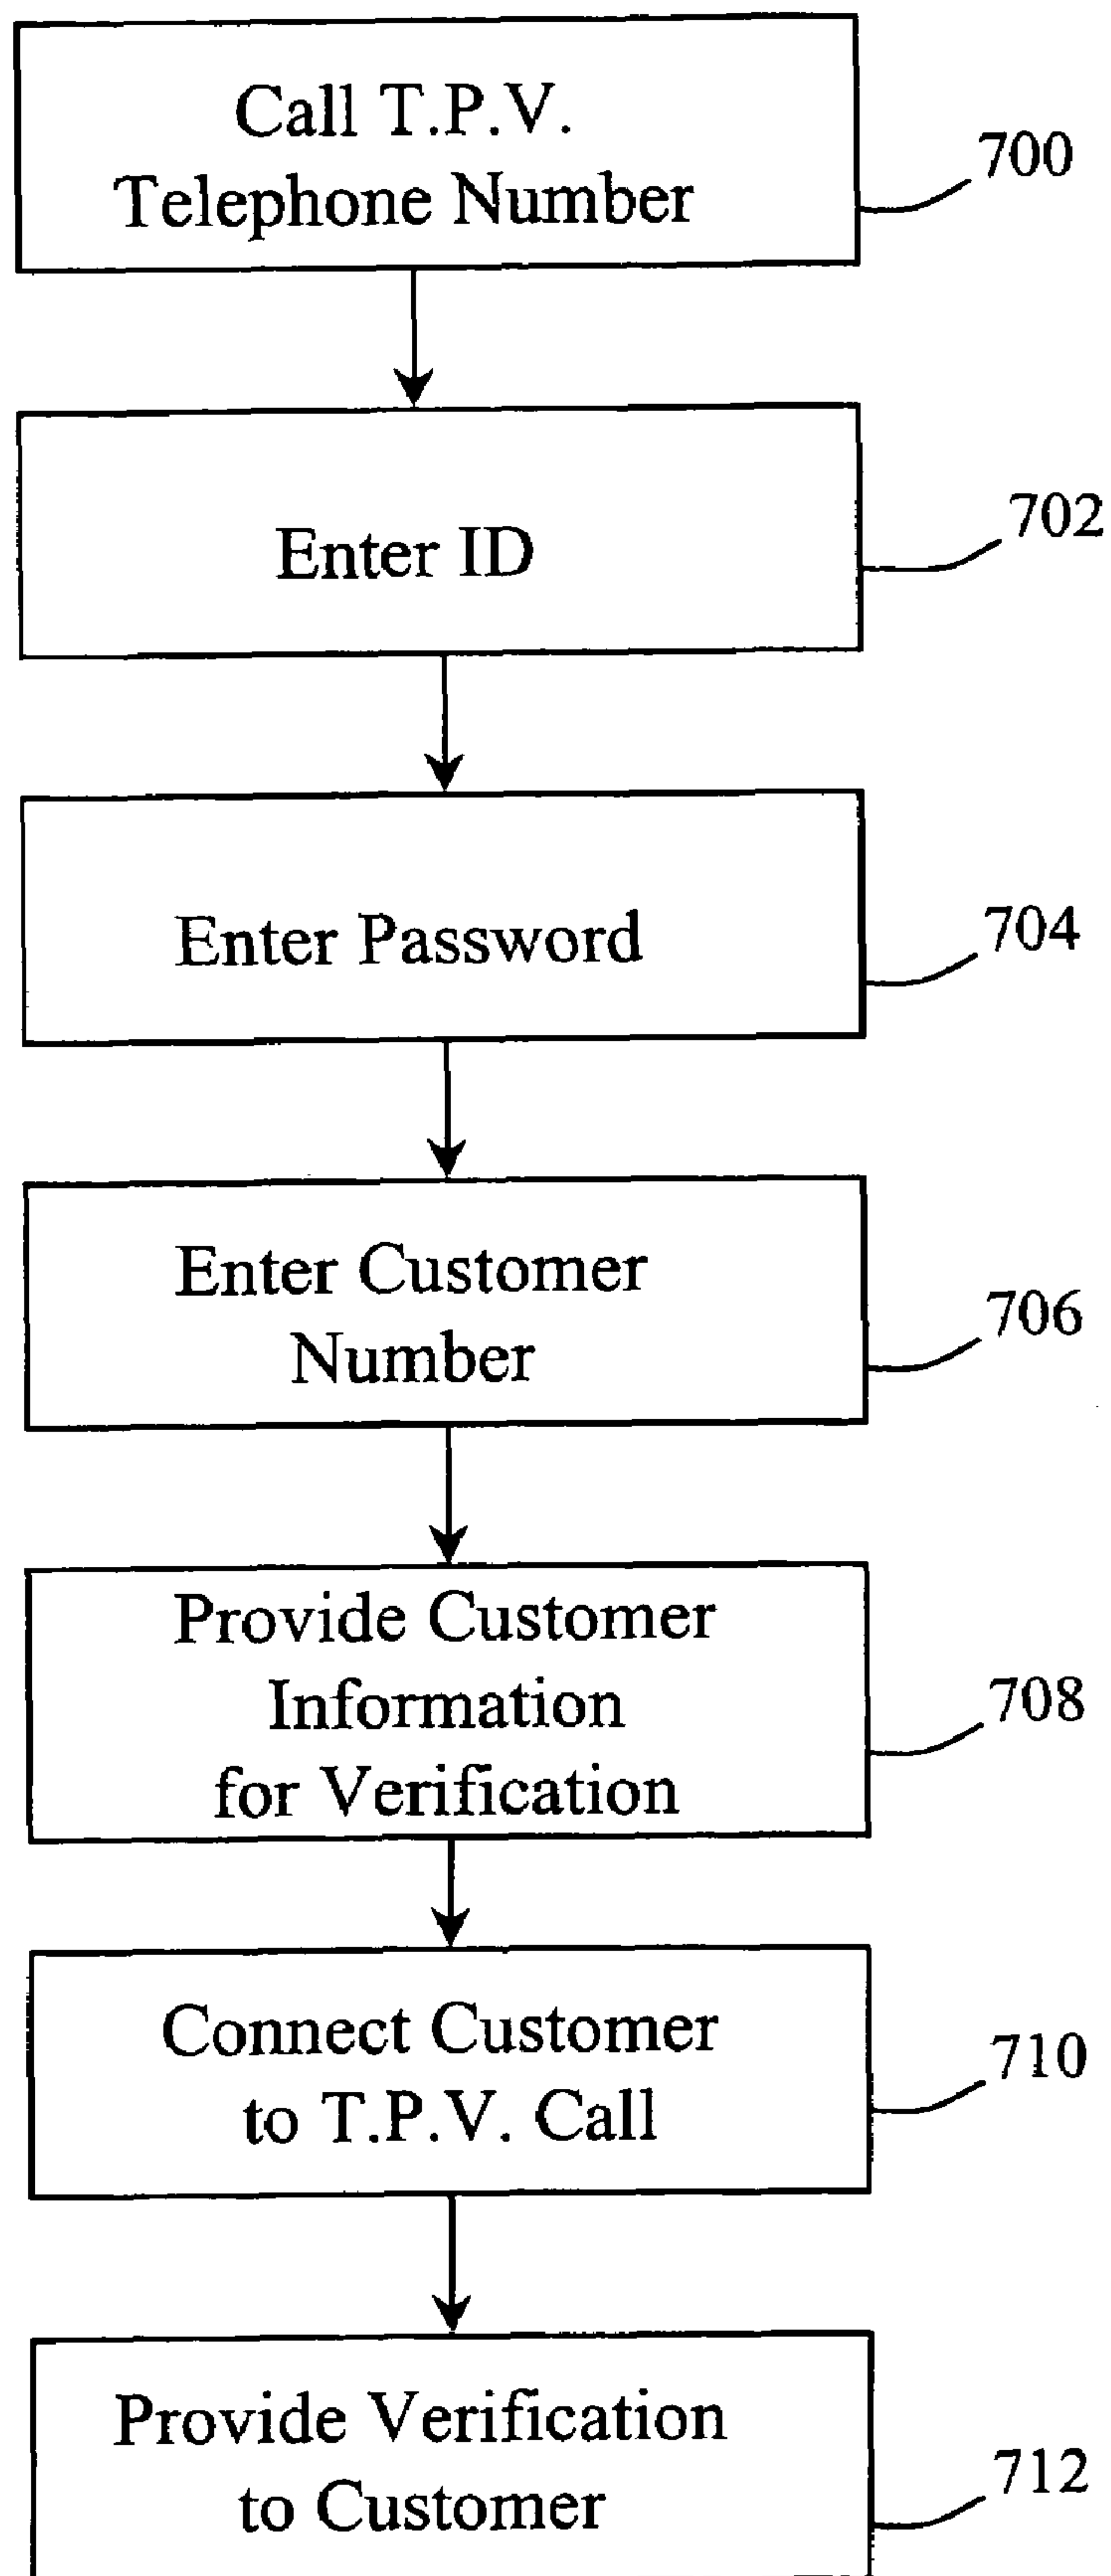 Call T.P.V.
Telephone Number
700
Enter ID
702
Enter Password
704
Enter Customer
Number
706
Provide Customer
Information
for Verification
708
Connect Customer
to T.P.V. Call
710
Provide Verification
to Customer
712